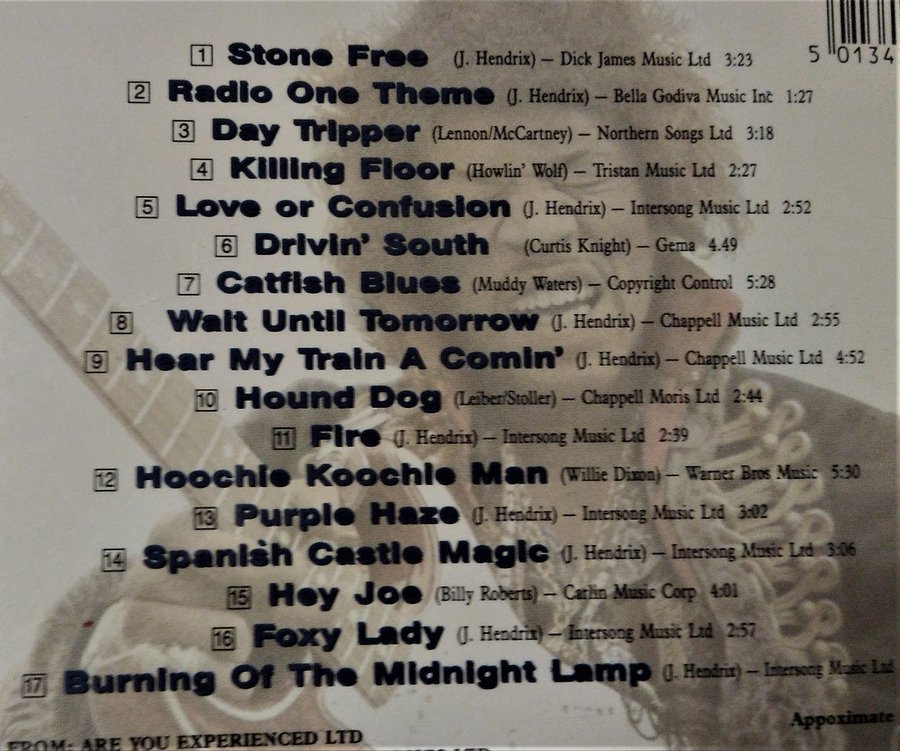 5 0134
1 Stone Free (J. Hendrix) – Dick James Music Ltd 3:23
2 Radio One Theme (J. Hendrix) – Bella Godiva Music Inc 1:27
3 Day Tripper (Lennon/McCartney) – Northern Songs Ltd 3:18
4 Killing Floor (Howlin' Wolf) – Tristan Music Ltd 2:27
5 Love or Confusion (J. Hendrix) – Intersong Music Ltd 2:52
6 Drivin' South (Curtis Knight) – Gema 4.49
7 Catfish Blues (Muddy Waters) – Copyright Control 5:28
8 Wait Until Tomorrow (J. Hendrix) – Chappell Music Ltd 2:55
9 Hear My Train A Comin' (J. Hendrix) – Chappell Music Ltd 4:52
10 Hound Dog (Leiber/Stoller) – Chappell Moris Ltd 2:44
11 Fire (J. Hendrix) – Intersong Music Ltd 2:39
12 Hoochie Koochie Man (Willie Dixon) – Warner Bros Music 5:30
13 Purple Haze (J. Hendrix) – Intersong Music Ltd 3:02
14 Spanish Castle Magic (J. Hendrix) – Intersong Music Ltd 3:06
15 Hey Joe (Billy Roberts) – Carlin Music Corp 4:01
16 Foxy Lady (J. Hendrix) – Intersong Music Ltd 2:57
17 Burning Of The Midnight Lamp (J. Hendrix) – Intersong Music Ltd
Appoximate
FROM: ARE YOU EXPERIENCED LTD